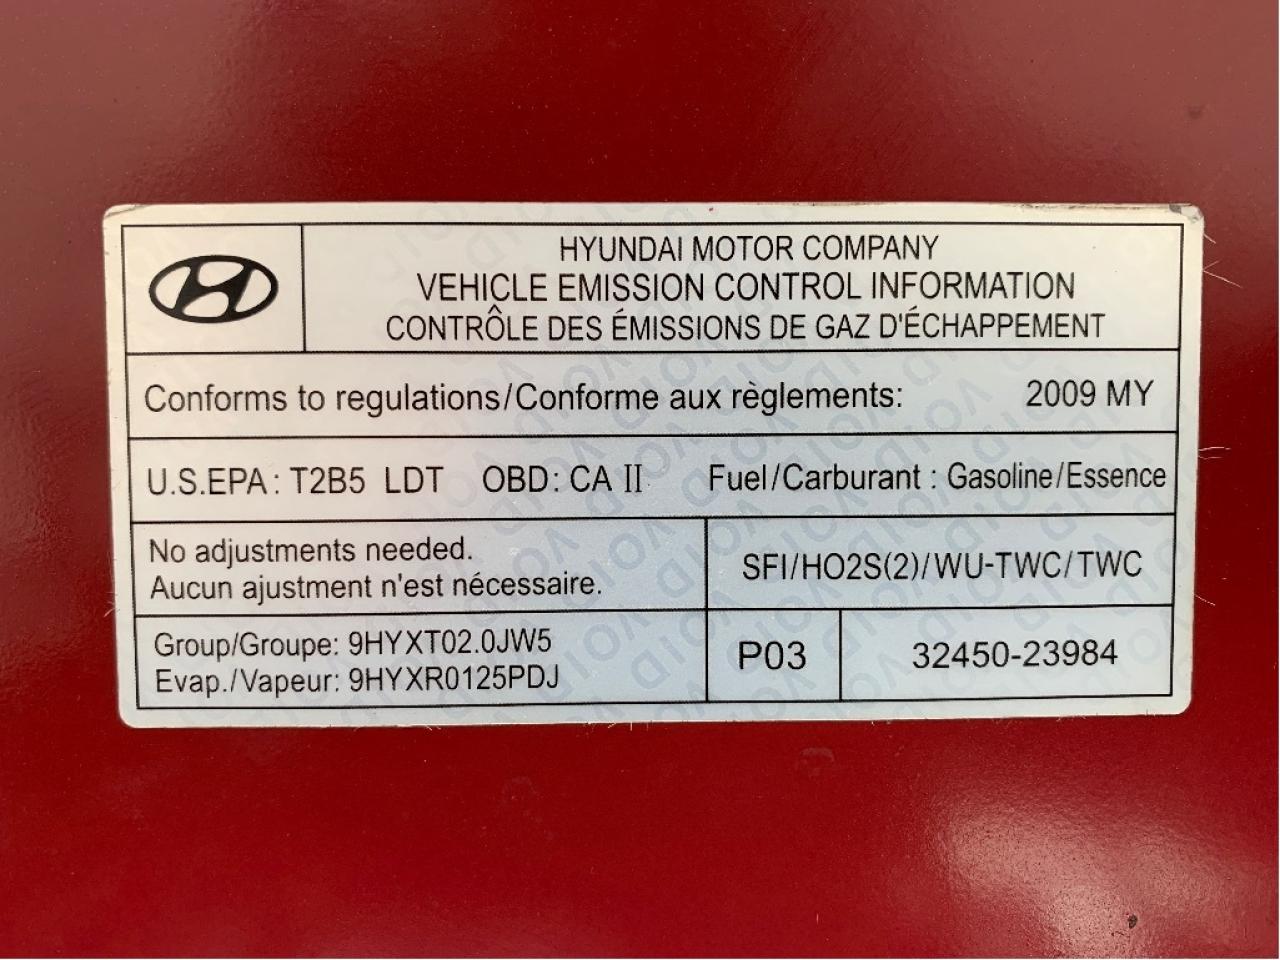 HYUNDAI MOTOR COMPANY
VEHICLE EMISSION CONTROL INFORMATION
CONTRÔLE DES ÉMISSIONS DE GAZ D'ÉCHAPPEMENT
Conforms to regulations/Conforme aux règlements: 2009 MY
U.S.EPA: T2B5 LDT OBD: CA II Fuel/Carburant : Gasoline/Essence
No adjustments needed.
Aucun ajustment n'est nécessaire.
SFI/HO2S(2)/WU-TWC/TWC
Group/Groupe: 9HYXT02.0JW5
Evap./Vapeur: 9HYXR0125PDJ
P03
32450-23984